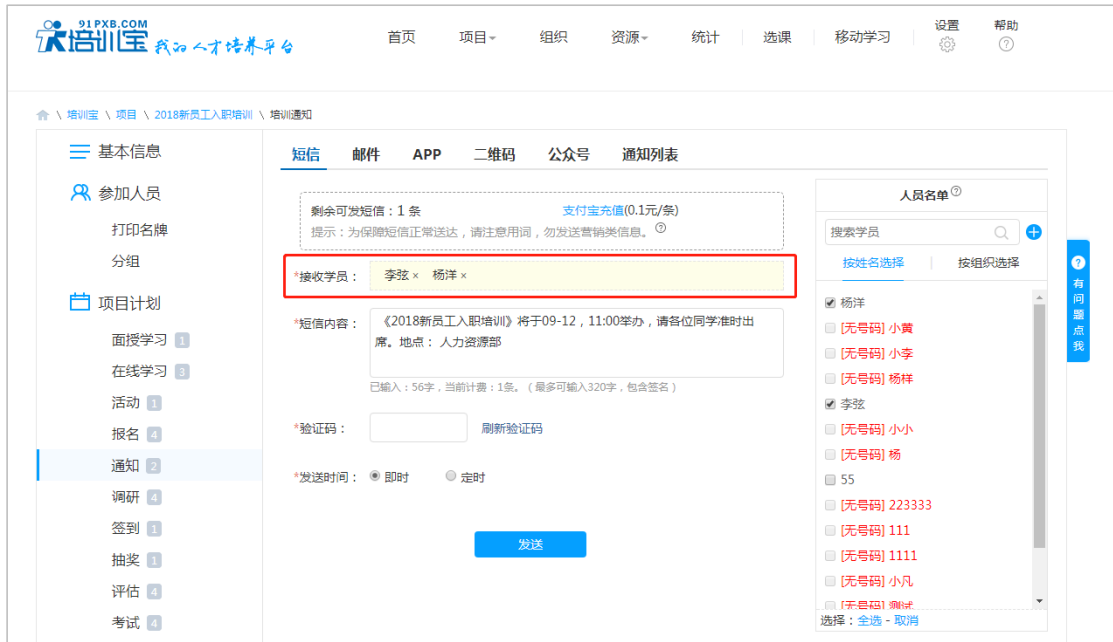 91PXB.COM
培训宝 我的人才培养平台
首页 项目 组织 资源 统计 选课 移动学习 设置 帮助
\ 培训宝 \ 项目 \ 2018新员工入职培训 \ 培训通知
基本信息
参加人员
打印名牌
分组
项目计划
面授学习 1
在线学习 3
活动 1
报名 4
通知 2
调研 4
签到 1
抽奖 1
评估 4
考试 4
短信 邮件 APP 二维码 公众号 通知列表
剩余可发短信：1 条 支付宝充值(0.1元/条)
提示：为保障短信正常送达，请注意用词，勿发送营销类信息。?
*接收学员： 李弦 × 杨洋 ×
*短信内容： 《2018新员工入职培训》将于09-12，11:00举办，请各位同学准时出
席。地点： 人力资源部
已输入：56字，当前计费：1条。（最多可输入320字，包含签名）
*验证码： 刷新验证码
*发送时间： 即时 定时
发送
人员名单?
搜索学员
按姓名选择 按组织选择
杨洋
[无号码] 小黄
[无号码] 小李
[无号码] 杨样
李弦
[无号码] 小小
[无号码] 杨
55
[无号码] 223333
[无号码] 111
[无号码] 1111
[无号码] 小凡
[无号码] 测试
选择：全选 - 取消
?
有
问
题
点
我